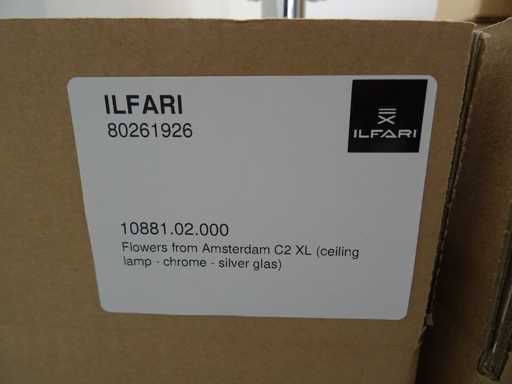 ILFARI
80261926
ILFARI
10881.02.000
Flowers from Amsterdam C2 XL (ceiling
lamp - chrome - silver glas)